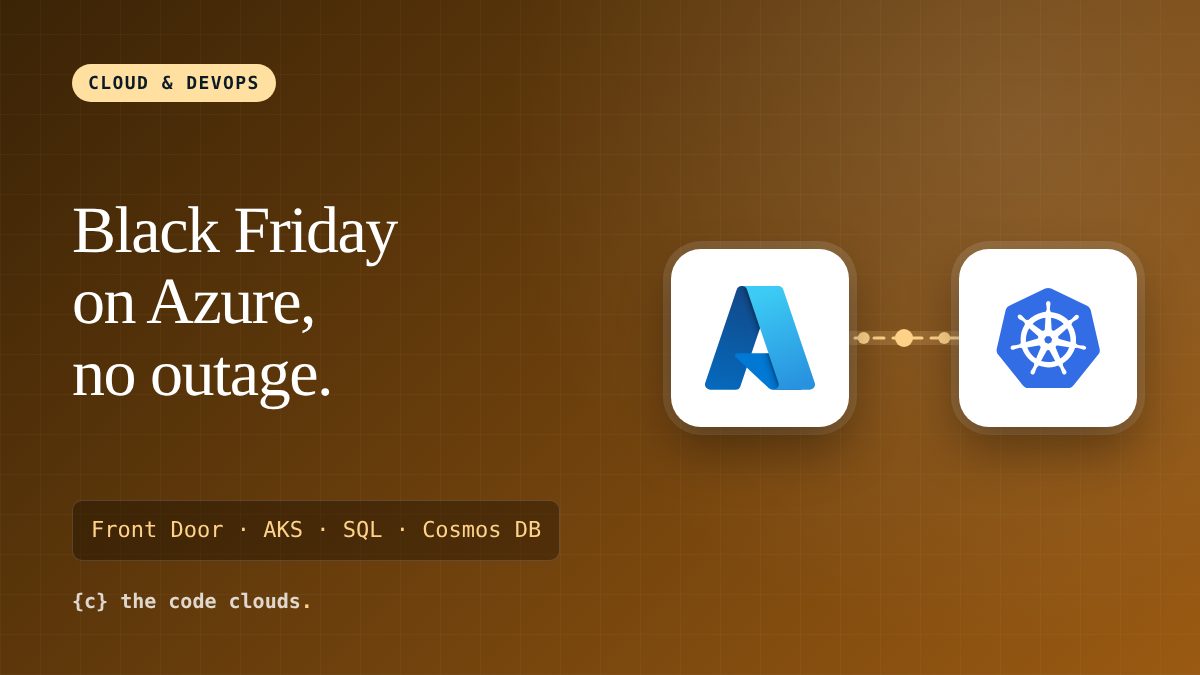 CLOUD & DEVOPS
Black Friday
on Azure,
no outage.
Front Door · AKS · SQL · Cosmos DB
{c} the code clouds.